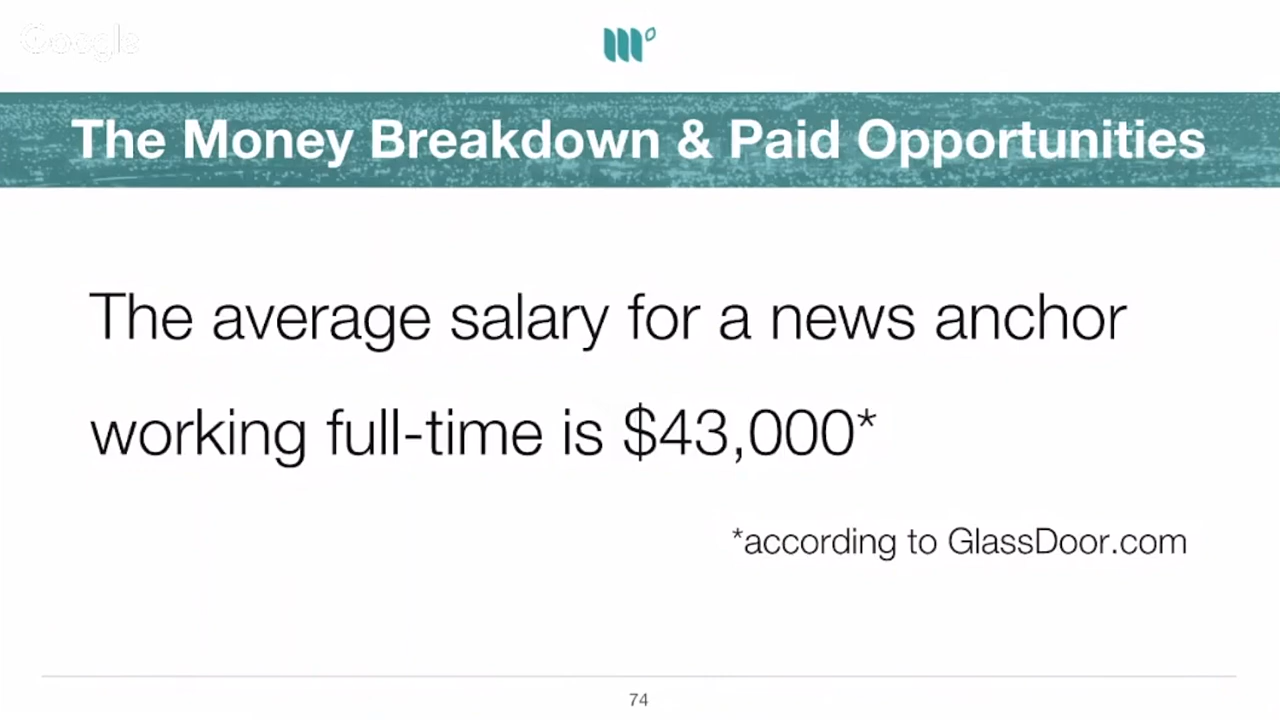 Google
The Money Breakdown & Paid Opportunities
The average salary for a news anchor
working full-time is $43,000*
*according to GlassDoor.com
74